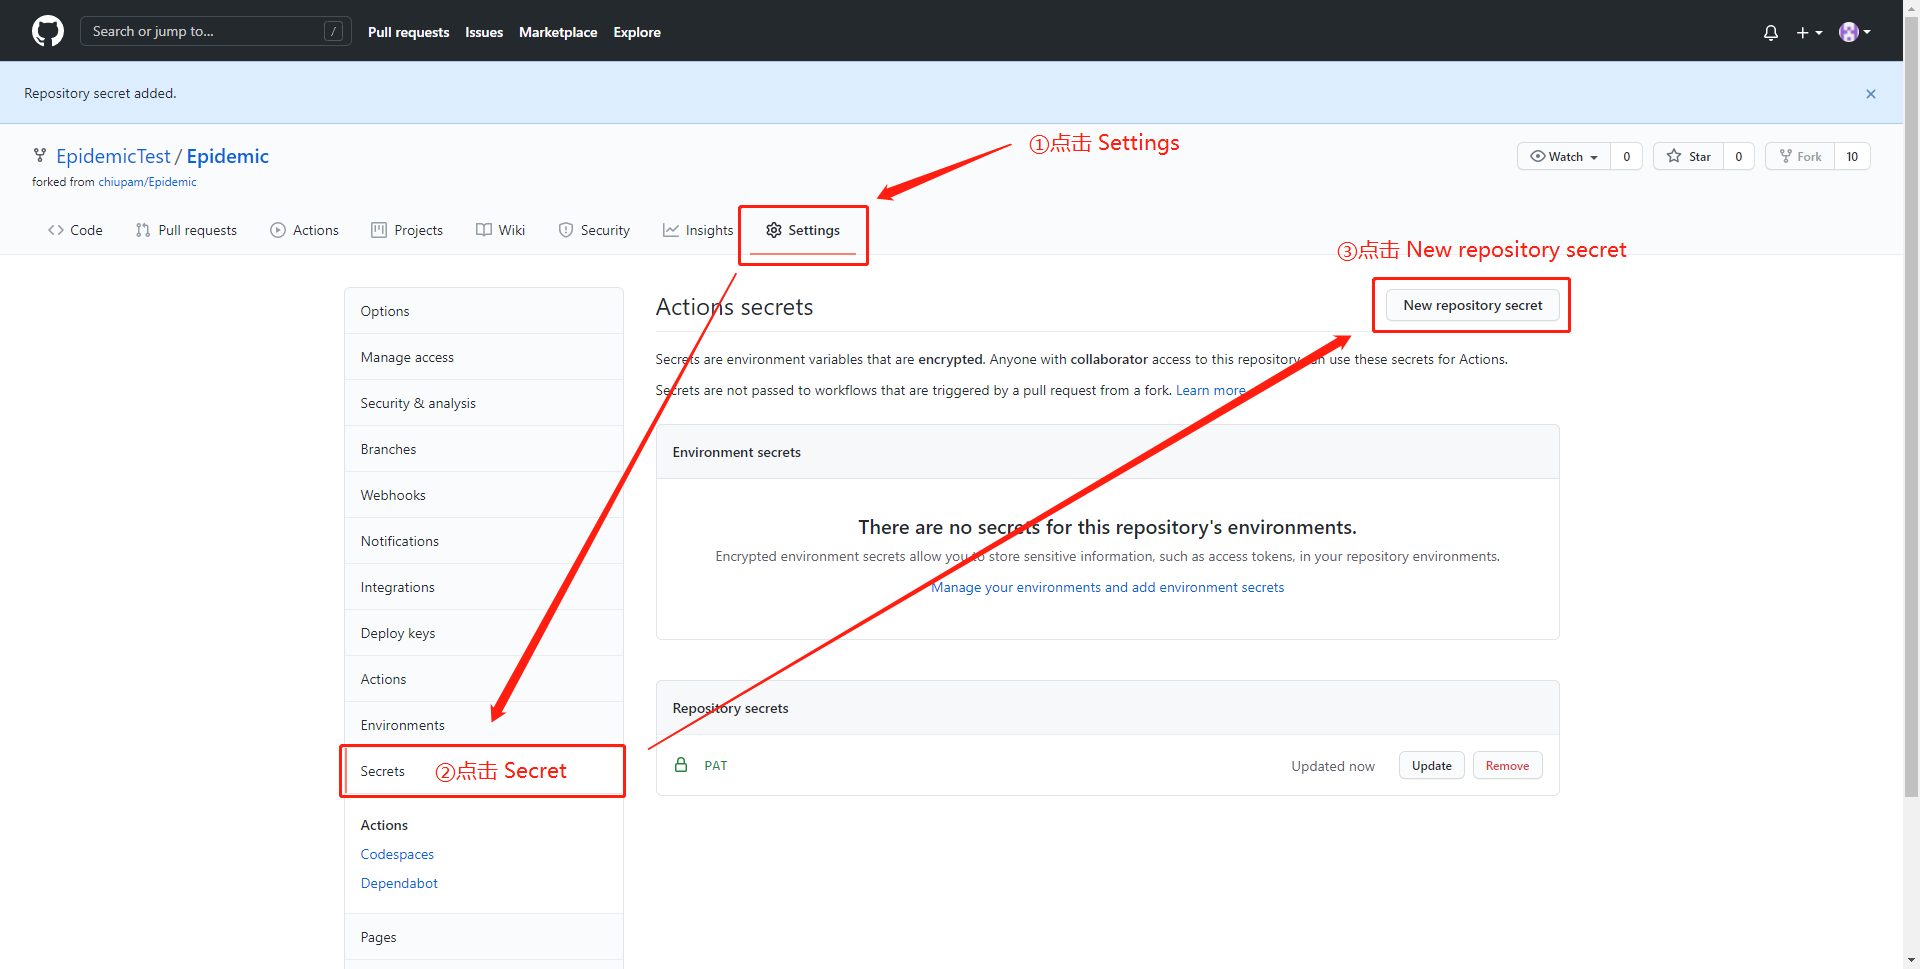 Search or jump to...
/
Pull requests
Issues
Marketplace
Explore
Repository secret added.
①点击 Settings
EpidemicTest / Epidemic
forked from chiupam/Epidemic
Watch
0
Star
0
Fork
10
Code
Pull requests
Actions
Projects
Wiki
Security
Insights
Settings
③点击 New repository secret
Options
Manage access
Security & analysis
Branches
Webhooks
Notifications
Integrations
Deploy keys
Actions
Environments
Secrets
②点击 Secret
Actions
Codespaces
Dependabot
Pages
Actions secrets
New repository secret
Secrets are environment variables that are encrypted. Anyone with collaborator access to this repository can use these secrets for Actions.
Secrets are not passed to workflows that are triggered by a pull request from a fork. Learn more.
Environment secrets
There are no secrets for this repository's environments.
Encrypted environment secrets allow you to store sensitive information, such as access tokens, in your repository environments.
Manage your environments and add environment secrets
Repository secrets
PAT
Updated now
Update
Remove